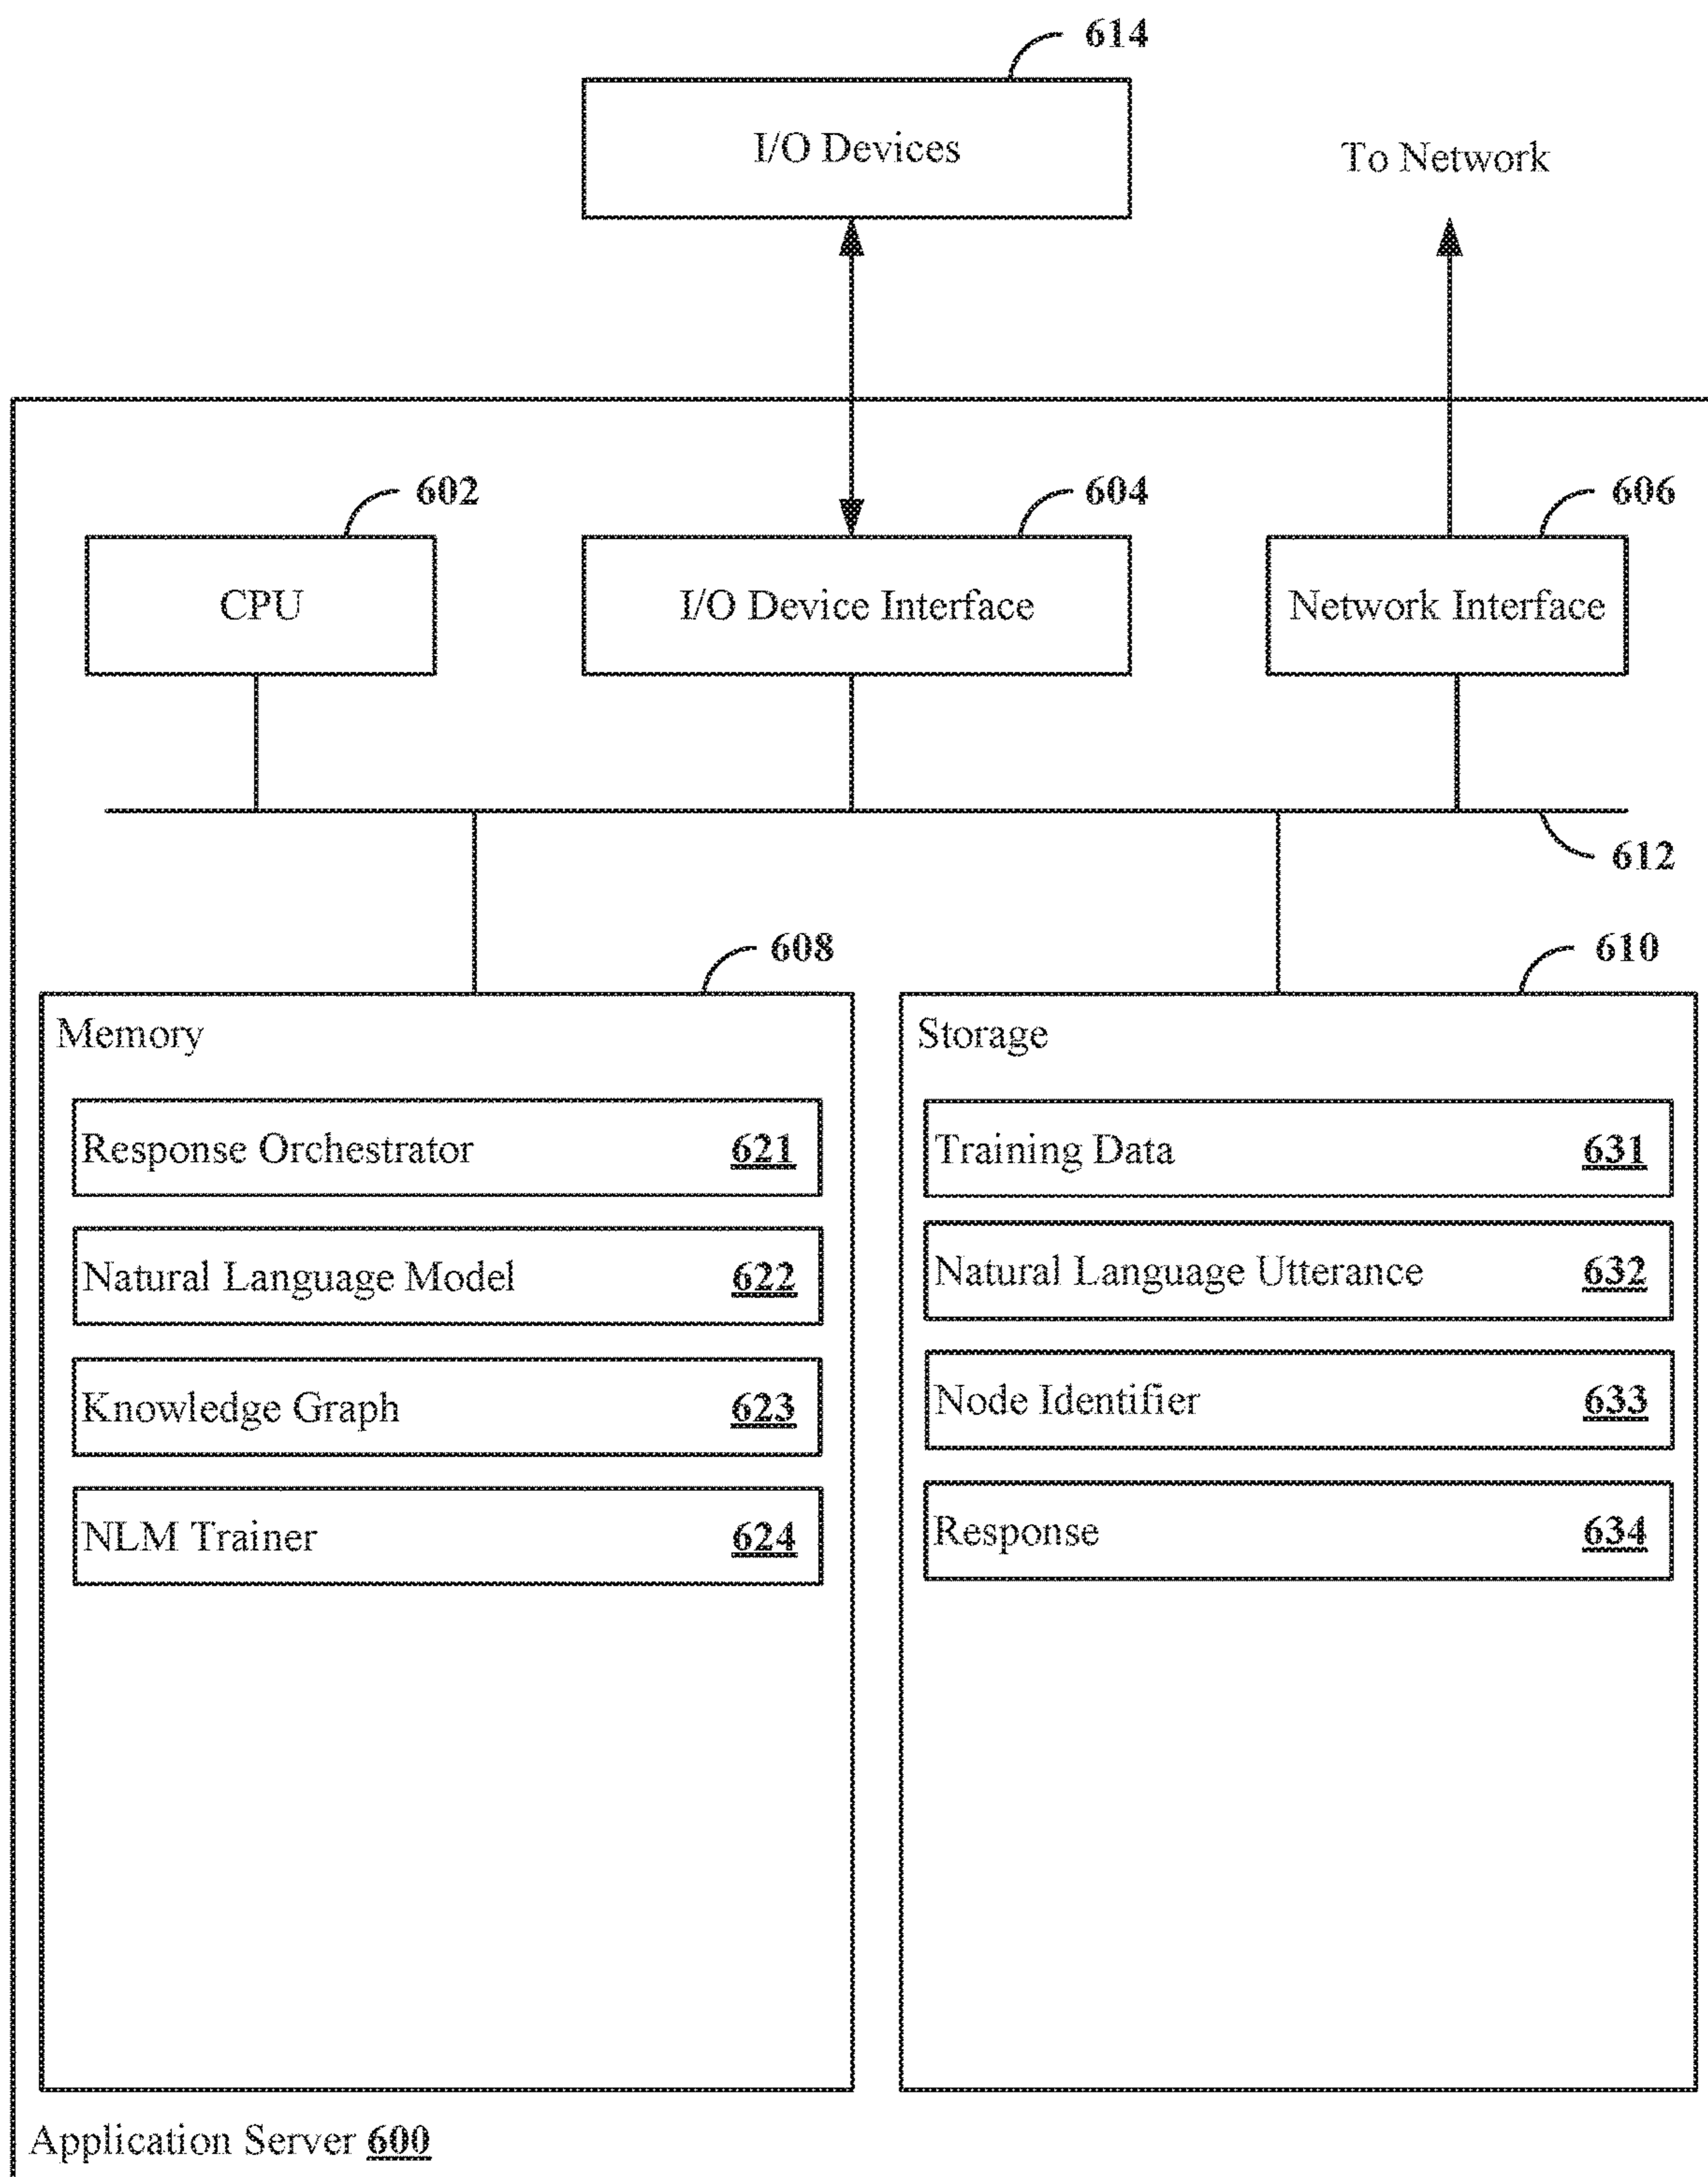 614
I/O Devices
To Network
602
604
606
CPU
I/O Device Interface
Network Interface
612
608
610
Memory
Response Orchestrator 621
Natural Language Model 622
Knowledge Graph 623
NLM Trainer 624
Storage
Training Data 631
Natural Language Utterance 632
Node Identifier 633
Response 634
Application Server 600